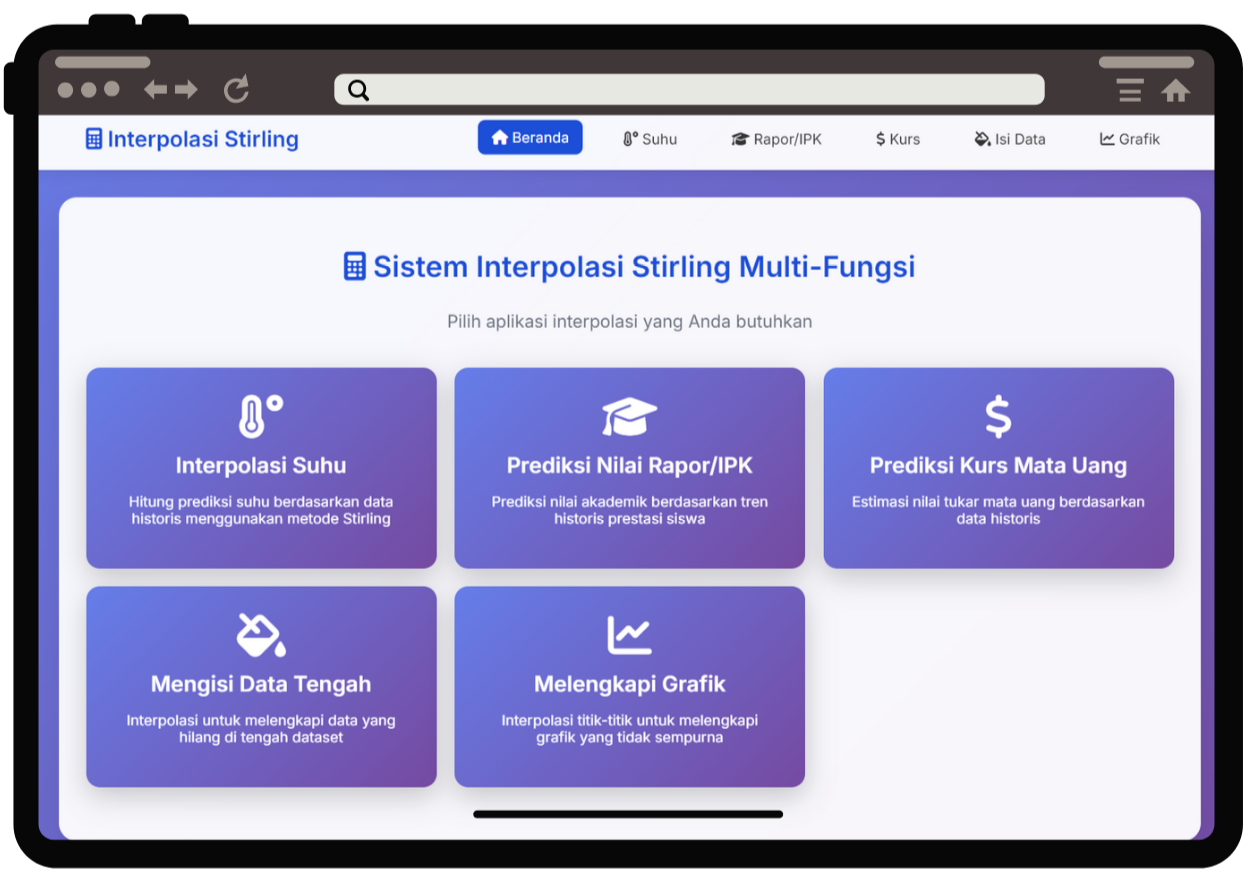 Interpolasi Stirling
Beranda
Suhu
Rapor/IPK
$ Kurs
Isi Data
Grafik
Sistem Interpolasi Stirling Multi-Fungsi
Pilih aplikasi interpolasi yang Anda butuhkan
Interpolasi Suhu
Hitung prediksi suhu berdasarkan data
historis menggunakan metode Stirling
Prediksi Nilai Rapor/IPK
Prediksi nilai akademik berdasarkan tren
historis prestasi siswa
$
Prediksi Kurs Mata Uang
Estimasi nilai tukar mata uang berdasarkan
data historis
Mengisi Data Tengah
Interpolasi untuk melengkapi data yang
hilang di tengah dataset
Melengkapi Grafik
Interpolasi titik-titik untuk melengkapi
grafik yang tidak sempurna